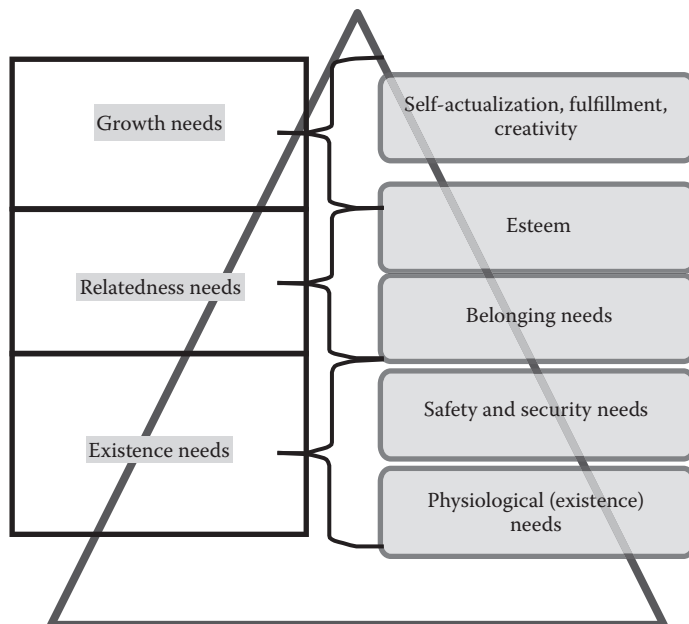 Growth needs
Relatedness needs
Existence needs
Self-actualization, fulfillment,
creativity
Esteem
Belonging needs
Safety and security needs
Physiological (existence)
needs